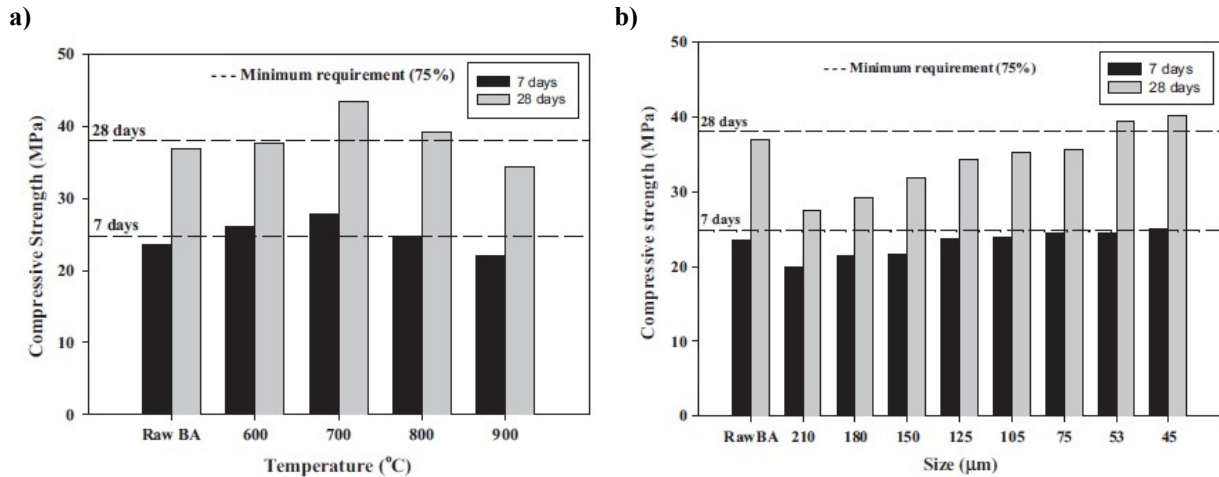 a)
50
40
30
20
10
0
Compressive Strength (MPa)
--- Minimum requirement (75%)
7 days
28 days
28 days
7 days
Raw BA 600 700 800 900
Temperature (°C)
b)
50
40
30
20
10
0
Compressive strength (MPa)
--- Minimum requirement (75%)
7 days
28 days
28 days
7 days
Raw BA 210 180 150 125 105 75 53 45
Size (μm)